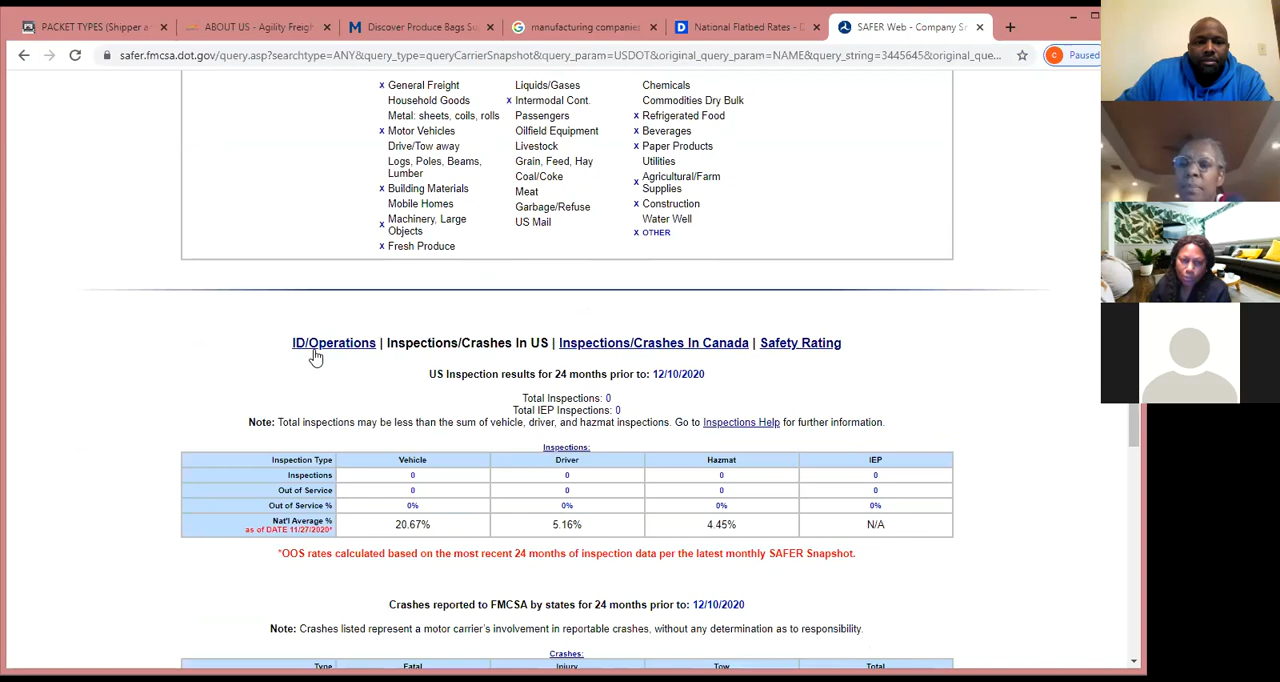 PACKET TYPES (Shipper a
ABOUT US - Agility Freigh
Discover Produce Bags Su
manufacturing companies
National Flatbed Rates - D
SAFER Web - Company Sn
safer.fmcsa.dot.gov/query.asp?searchtype=ANY&query_type=queryCarrierSnapshot&query_param=USDOT&original_query_param=NAME&query_string=3445645&original_que...
C Paused
x General Freight Liquids/Gases Chemicals
Household Goods x Intermodal Cont. Commodities Dry Bulk
Metal: sheets, coils, rolls Passengers x Refrigerated Food
x Motor Vehicles Oilfield Equipment x Beverages
Drive/Tow away Livestock x Paper Products
Logs, Poles, Beams, Lumber Grain, Feed, Hay Utilities
Coal/Coke x Agricultural/Farm Supplies
x Building Materials Meat
Mobile Homes Garbage/Refuse x Construction
x Machinery, Large Objects US Mail Water Well
x OTHER
x Fresh Produce
ID/Operations | Inspections/Crashes In US | Inspections/Crashes In Canada | Safety Rating
US Inspection results for 24 months prior to: 12/10/2020
Total Inspections: 0
Total IEP Inspections: 0
Note: Total inspections may be less than the sum of vehicle, driver, and hazmat inspections. Go to Inspections Help for further information.
Inspections:
Inspection Type Vehicle Driver Hazmat IEP
Inspections 0 0 0 0
Out of Service 0 0 0 0
Out of Service % 0% 0% 0% 0%
Nat'l Average % as of DATE 11/27/2020* 20.67% 5.16% 4.45% N/A
*OOS rates calculated based on the most recent 24 months of inspection data per the latest monthly SAFER Snapshot.
Crashes reported to FMCSA by states for 24 months prior to: 12/10/2020
Note: Crashes listed represent a motor carrier's involvement in reportable crashes, without any determination as to responsibility.
Crashes:
Type Fatal Injury Tow Total